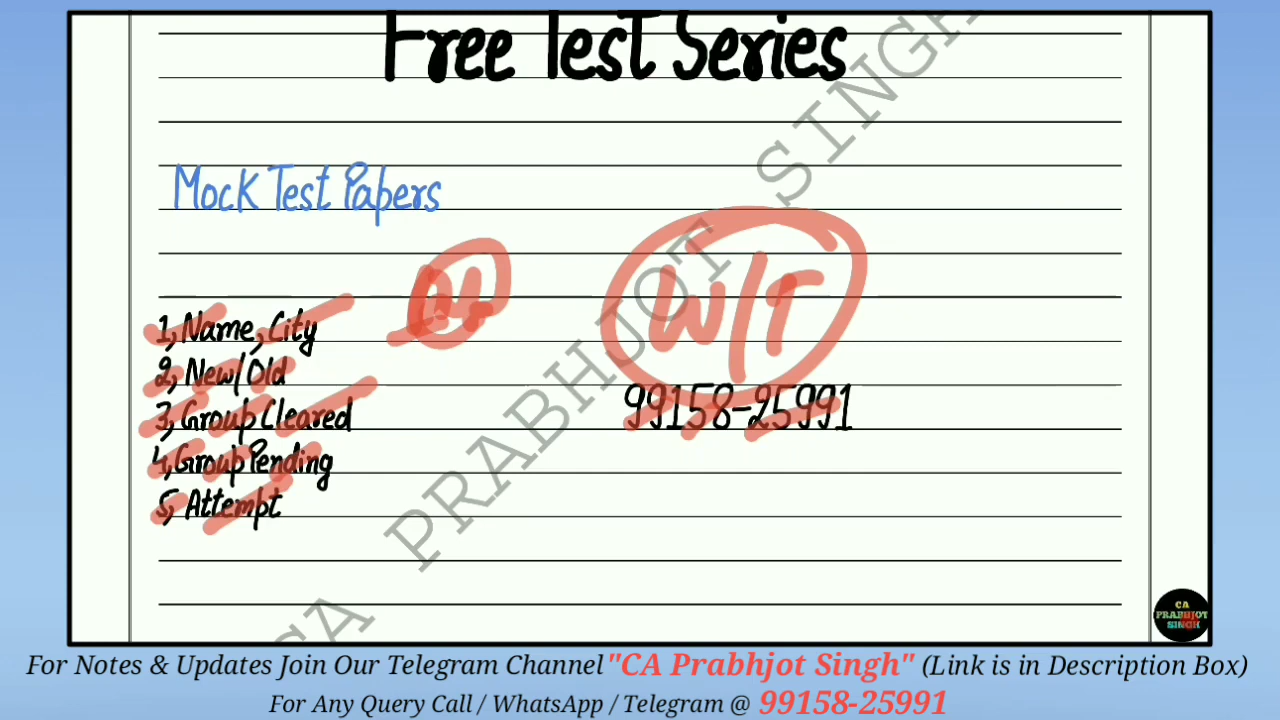 Free Test Series
Mock Test Papers
W/T
1, Name, City
2, New/Old
3, Group Cleared
99158-25991
4, Group Pending
5, Attempt
CA PRABHJOT SINGH
CA
PRABHJOT
SINGH
For Notes & Updates Join Our Telegram Channel "CA Prabhjot Singh" (Link is in Description Box)
For Any Query Call / WhatsApp / Telegram @ 99158-25991